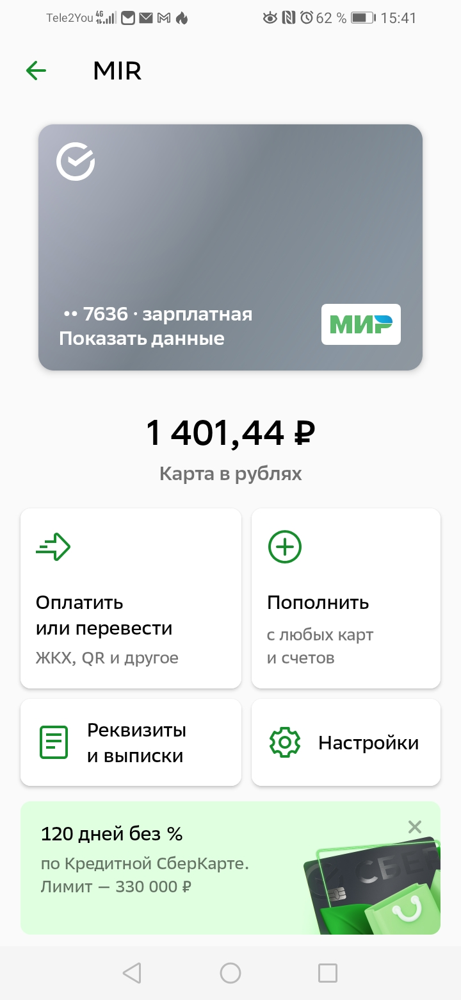 Tele2You 4G 62 % 15:41
MIR
•• 7636 · зарплатная
Показать данные
МИР
1 401,44 ₽
Карта в рублях
Оплатить
или перевести
ЖКХ, QR и другое
Пополнить
с любых карт
и счетов
Реквизиты
и выписки
Настройки
120 дней без %
по Кредитной СберКарте.
Лимит — 330 000 ₽
СБЕР